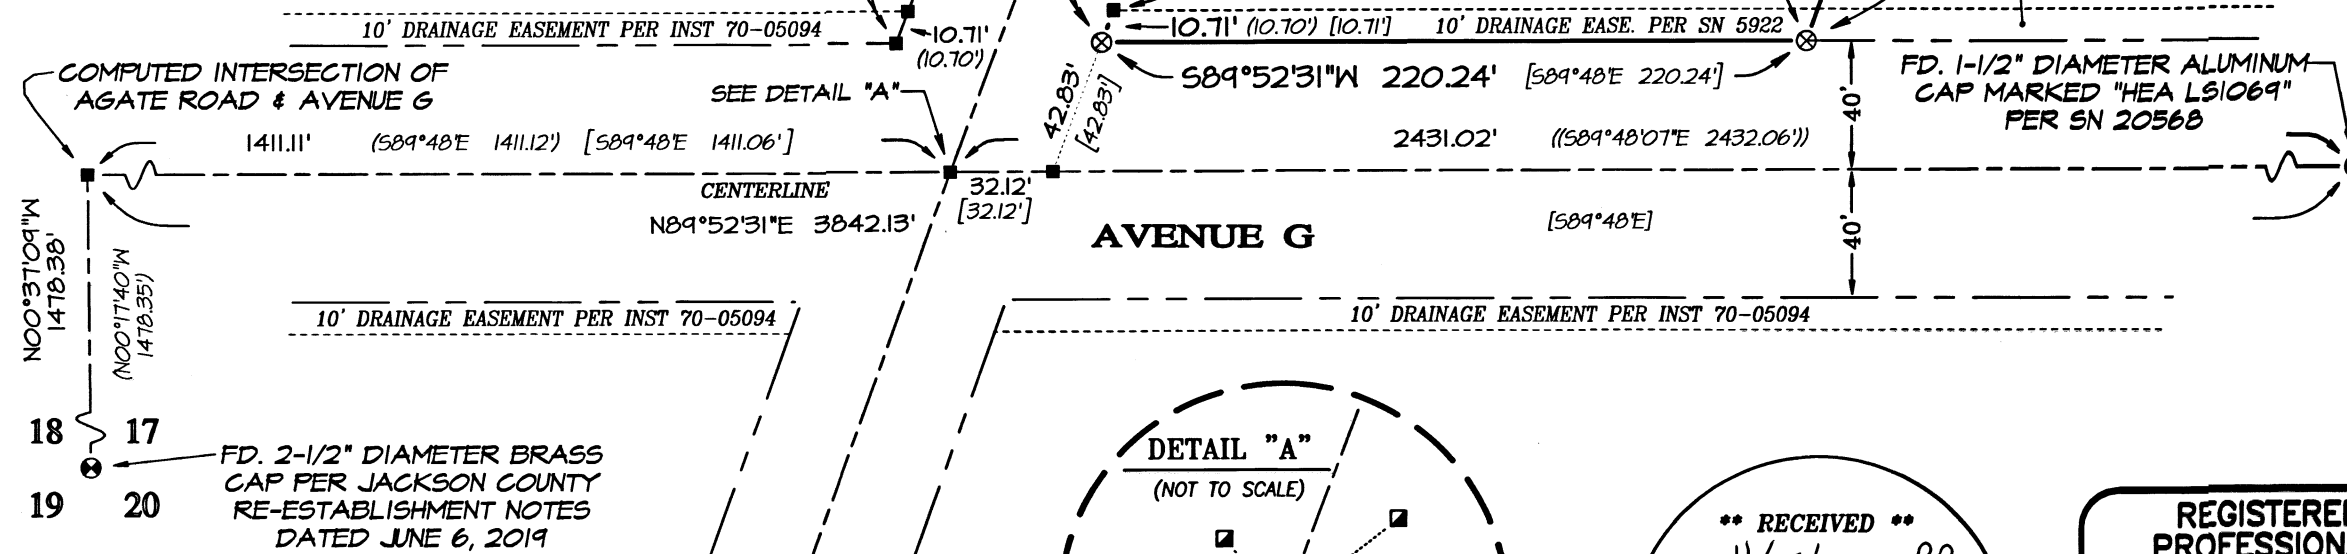 10' DRAINAGE EASEMENT PER INST 70-05094
10.71'
(10.70')
10.71' (10.70') [10.71']
10' DRAINAGE EASE. PER SN 5922
COMPUTED INTERSECTION OF
AGATE ROAD & AVENUE G
SEE DETAIL "A"
42.83'
[42.83']
S89°52'31"W 220.24' [S89°48'E 220.24']
40'
FD. 1-1/2" DIAMETER ALUMINUM
CAP MARKED "HEA LS1069"
PER SN 20568
1411.11' (S89°48'E 1411.12') [S89°48'E 1411.06']
2431.02' ((S89°48'07"E 2432.06'))
CENTERLINE
N89°52'31"E 3842.13'
32.12'
[32.12']
AVENUE G
[S89°48'E]
40'
N00°37'09"W
1478.38'
(N00°17'40"W
1478.35')
10' DRAINAGE EASEMENT PER INST 70-05094
10' DRAINAGE EASEMENT PER INST 70-05094
18 17
19 20
FD. 2-1/2" DIAMETER BRASS
CAP PER JACKSON COUNTY
RE-ESTABLISHMENT NOTES
DATED JUNE 6, 2019
DETAIL "A"
(NOT TO SCALE)
** RECEIVED **
REGISTERE
PROFESSION